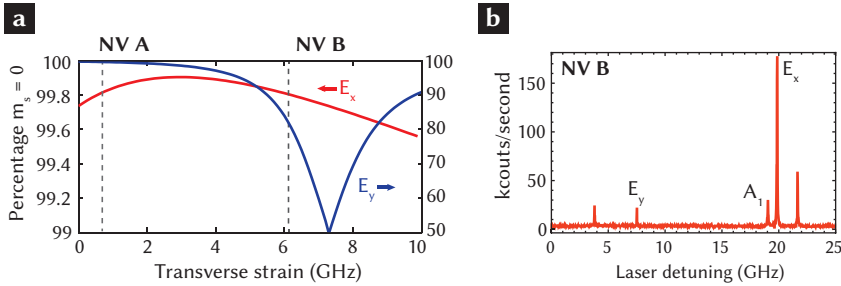 a
NV A
NV B
Percentage m_s = 0
100
99.8
99.6
99.4
99.2
99
100
90
80
70
60
50
E_x
E_y
0
2
4
6
8
10
Transverse strain (GHz)
b
NV B
kcouts/second
150
100
50
0
E_y
A_1
E_x
0
5
10
15
20
25
Laser detuning (GHz)